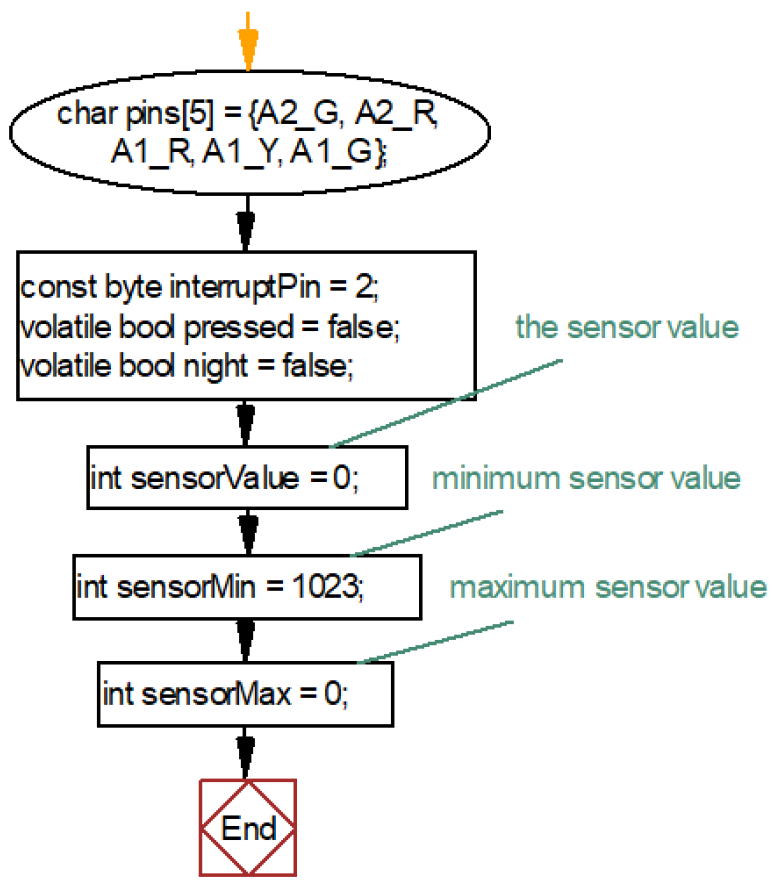 char pins[5] = {A2_G, A2_R,
A1_R, A1_Y, A1_G};
const byte interruptPin = 2;
volatile bool pressed = false;
volatile bool night = false;
the sensor value
int sensorValue = 0;
minimum sensor value
int sensorMin = 1023;
maximum sensor value
int sensorMax = 0;
End